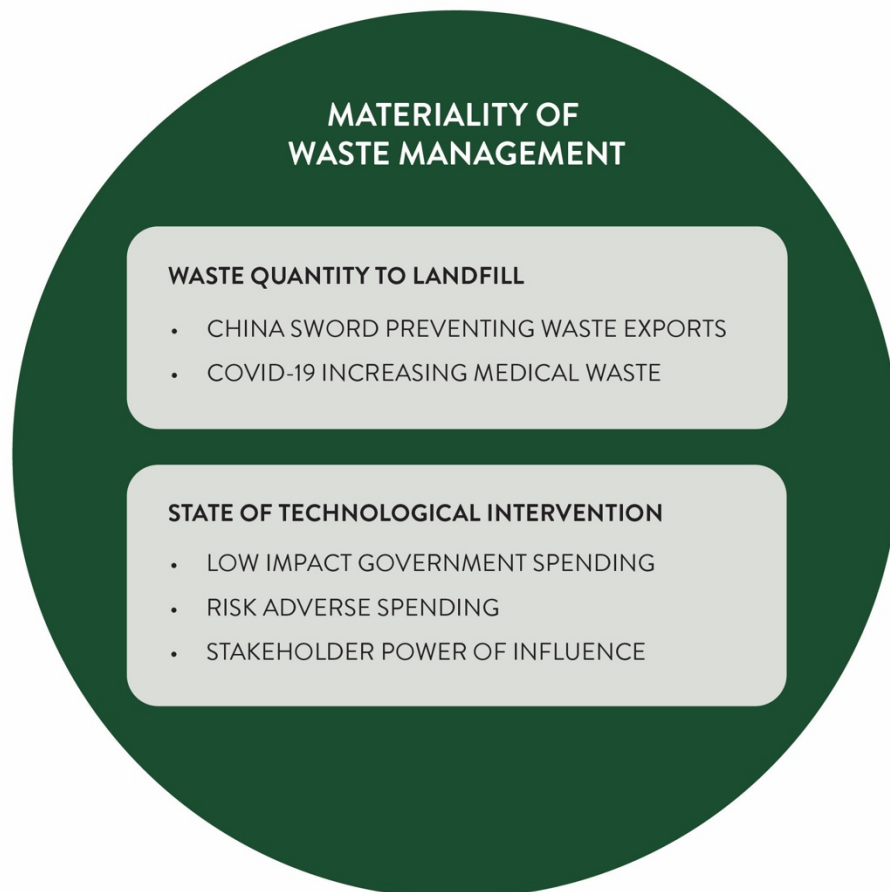 MATERIALITY OF
WASTE MANAGEMENT
WASTE QUANTITY TO LANDFILL
• CHINA SWORD PREVENTING WASTE EXPORTS
• COVID-19 INCREASING MEDICAL WASTE
STATE OF TECHNOLOGICAL INTERVENTION
• LOW IMPACT GOVERNMENT SPENDING
• RISK ADVERSE SPENDING
• STAKEHOLDER POWER OF INFLUENCE